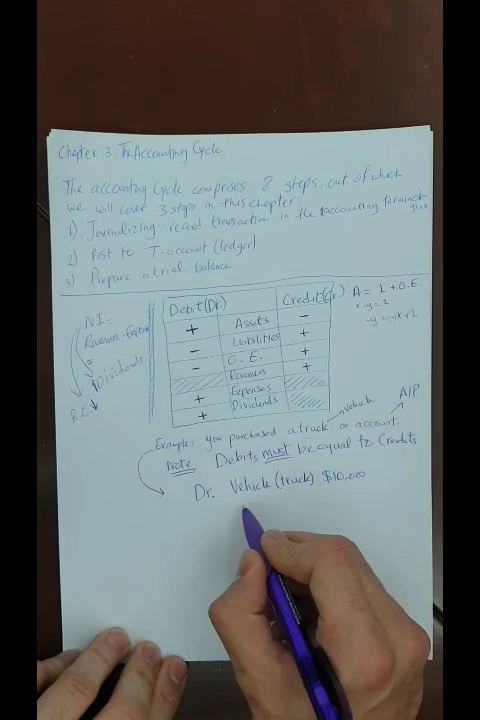 Chapter 3. The Accounting Cycle
The accounting Cycle comprises 8 steps, out of which
we will cover 3 steps in this chapter:
1) Journalizing: record transaction in the accounting
2) Post to T-account (ledger)
3) Prepare a trial balance
Debit (Dr.) Credit (Cr.)
+ Assets -
- Liabilities +
- O.E. +
Revenues +
+ Expenses
+ Dividends
NI =
Revenues - Expenses
Dividends
A = L + O.E
x - y = 2
-y = -x + 2
Example: you purchased a truck on account.
vehicle
A/P
Note: Debits must be equal to Credits
Dr. Vehicle (truck) $10,000